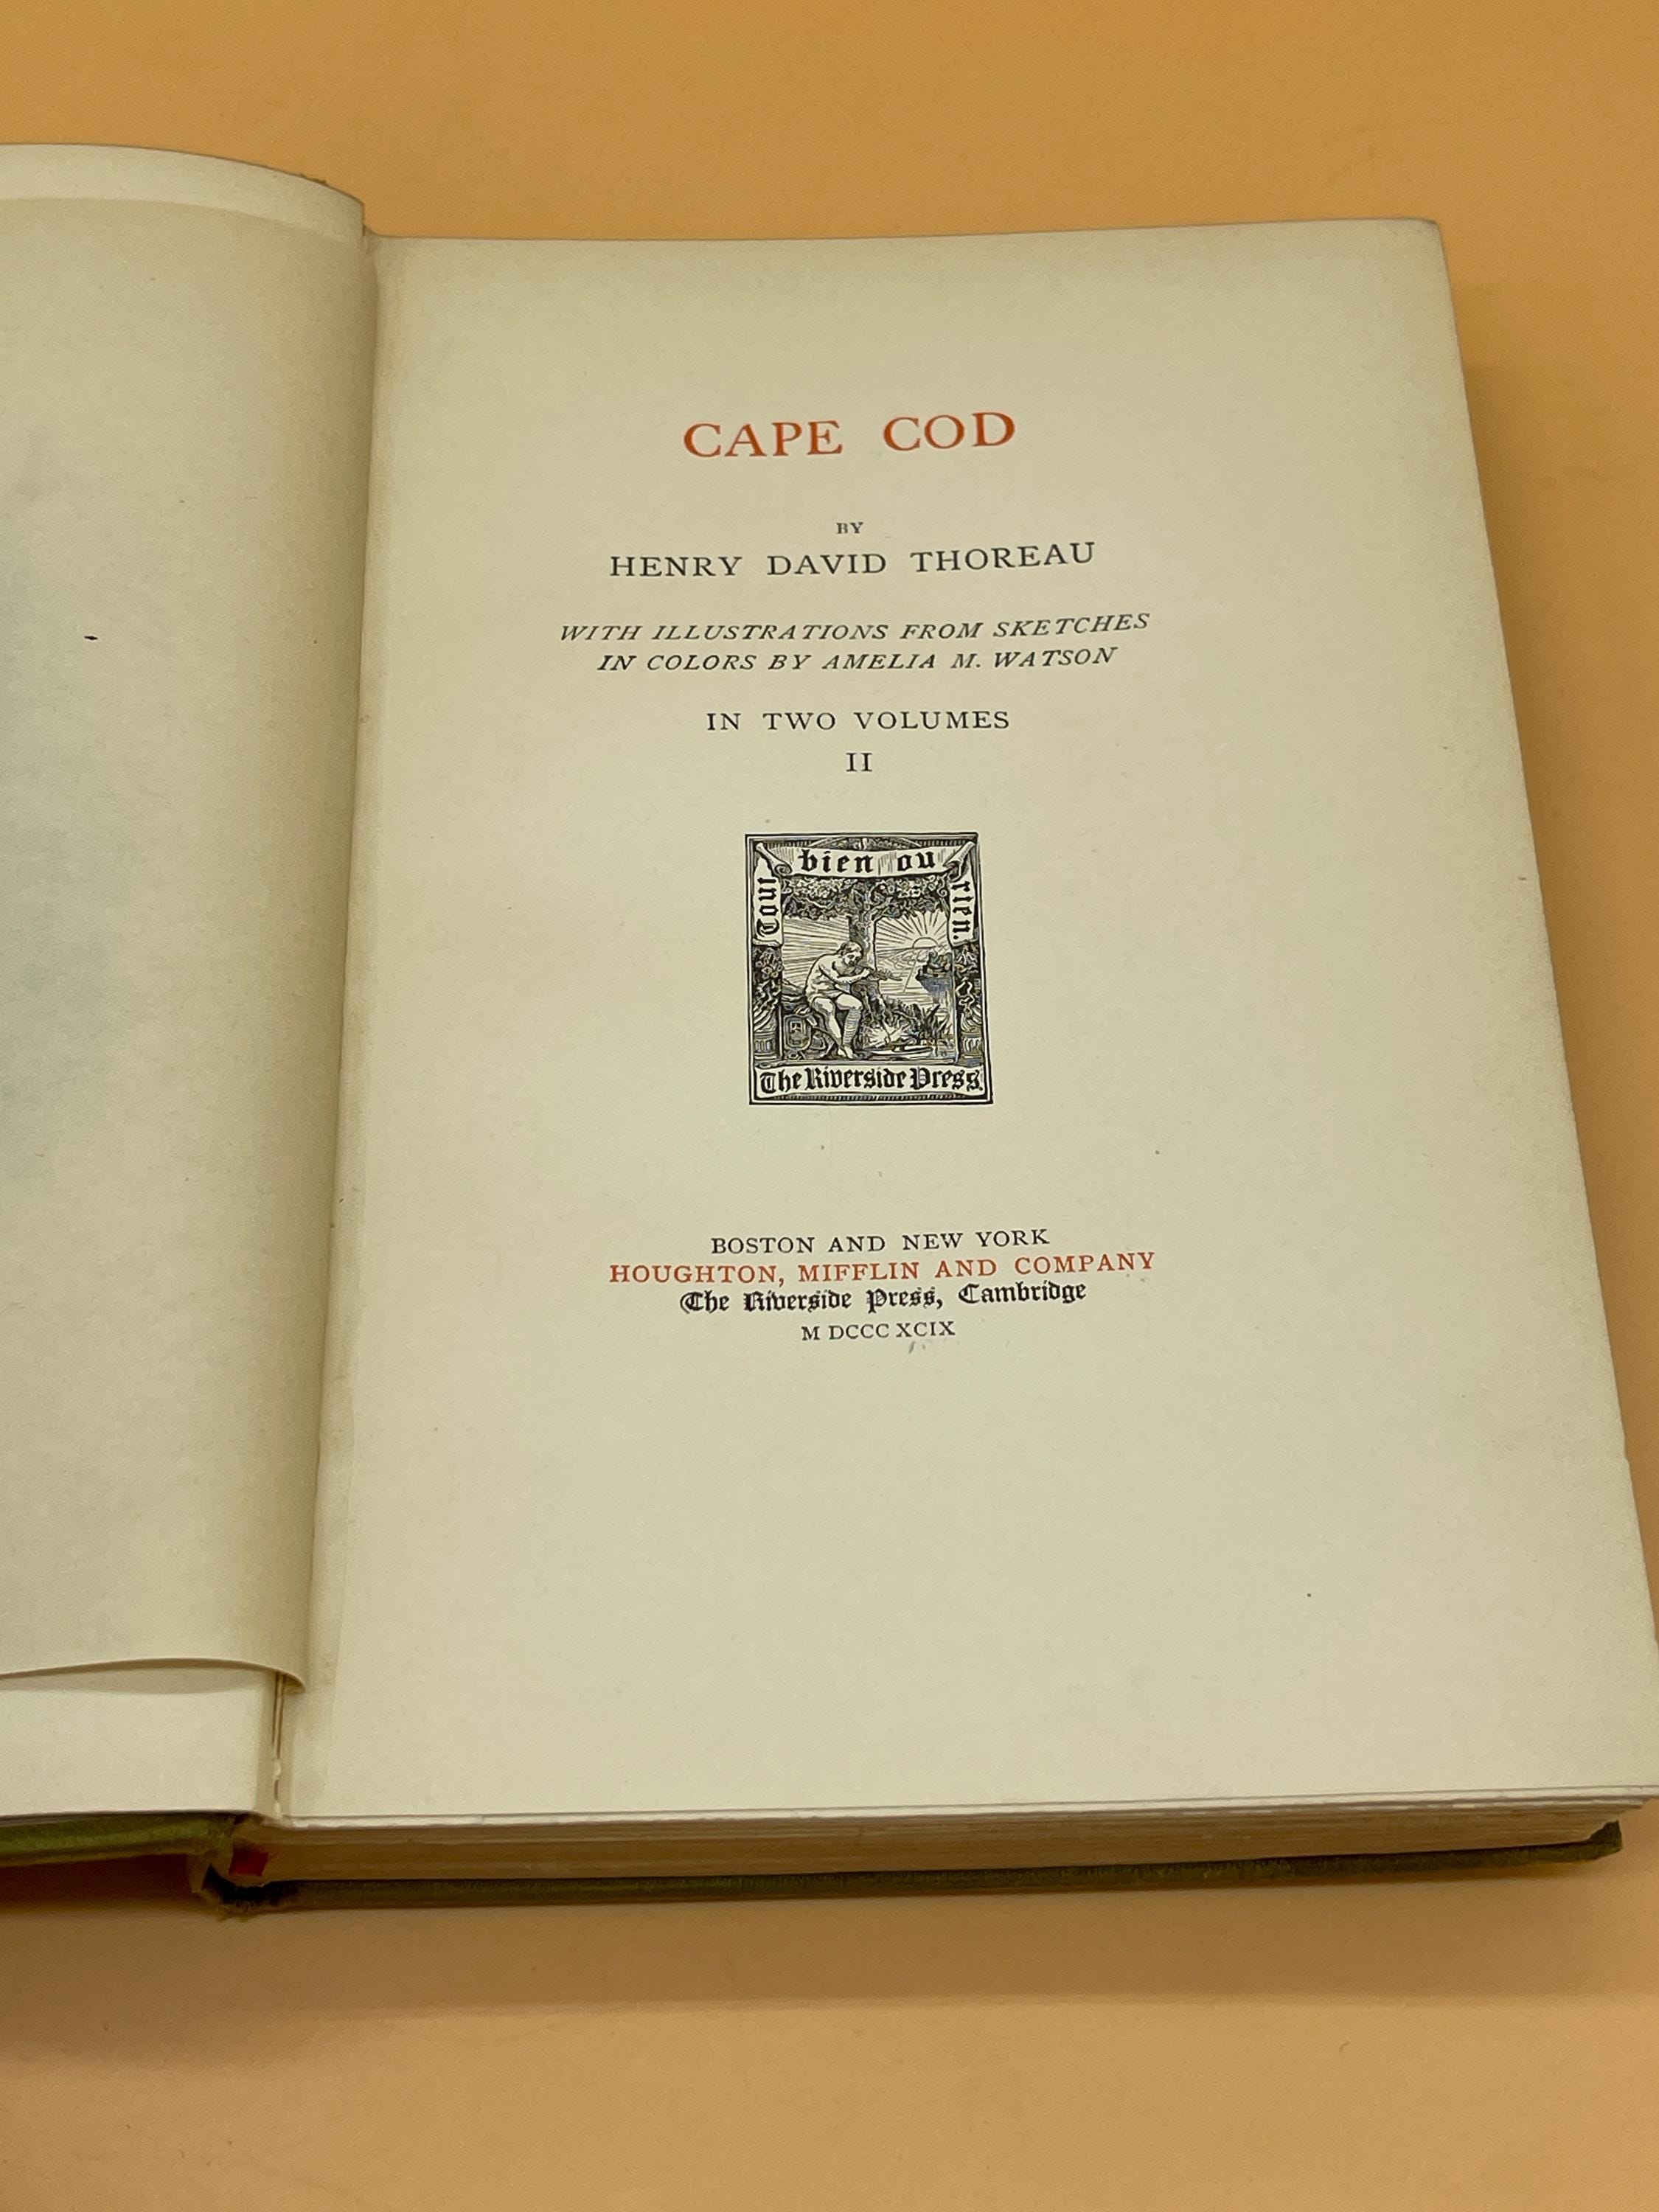 CAPE COD
BY
HENRY DAVID THOREAU
WITH ILLUSTRATIONS FROM SKETCHES
IN COLORS BY AMELIA M. WATSON
IN TWO VOLUMES
II
Tout bien ou rien.
The Riverside Press
BOSTON AND NEW YORK
HOUGHTON, MIFFLIN AND COMPANY
The Riverside Press, Cambridge
M DCCC XCIX